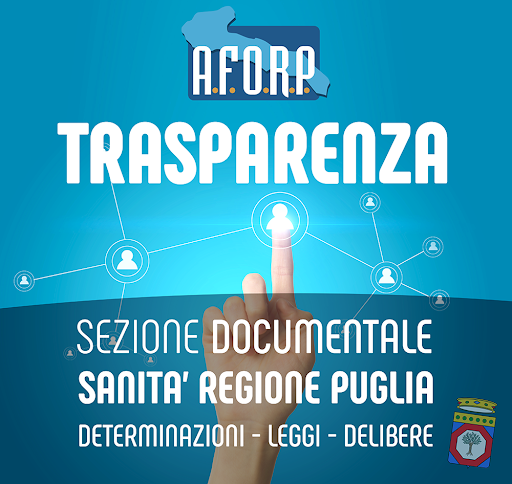 A.F.O.R.P.
TRASPARENZA
SEZIONE DOCUMENTALE
SANITA' REGIONE PUGLIA
DETERMINAZIONI - LEGGI - DELIBERE